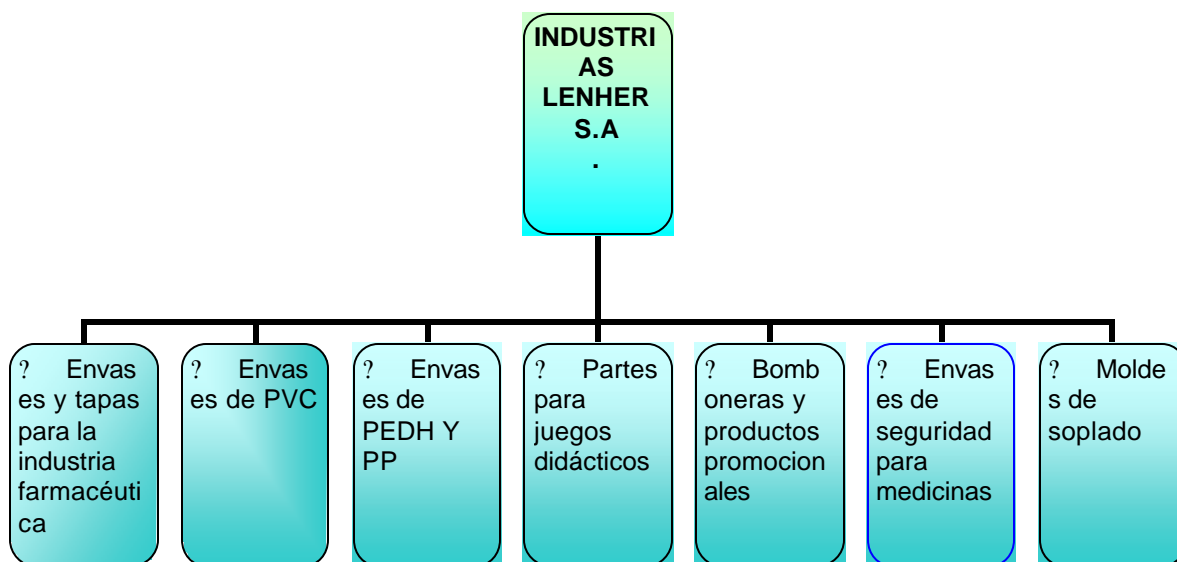 INDUSTRI
AS
LENHER
S.A
.
? Envas
es y tapas
para la
industria
farmacéuti
ca
? Envas
es de PVC
? Envas
es de
PEDH Y
PP
? Partes
para
juegos
didácticos
? Bomb
oneras y
productos
promocion
ales
? Envas
es de
seguridad
para
medicinas
? Molde
s de
soplado